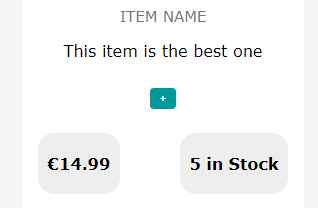 ITEM NAME
This item is the best one
+
€14.99 5 in Stock